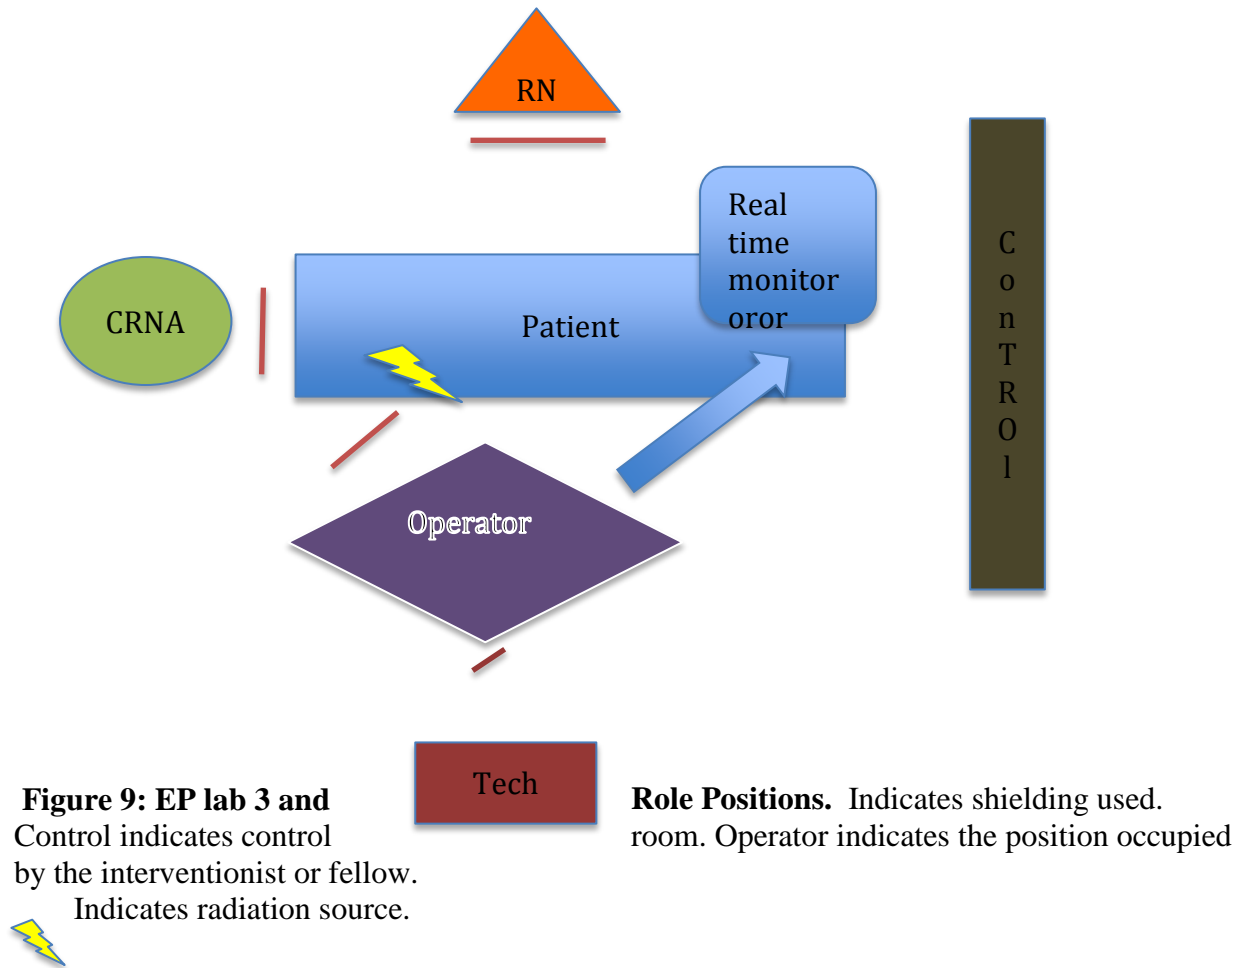 RN
Real
time
monitor
oror
ConTROl
CRNA
Patient
Operator
Tech
Figure 9: EP lab 3 and Role Positions. Indicates shielding used.
Control indicates control room. Operator indicates the position occupied
by the interventionist or fellow.
Indicates radiation source.